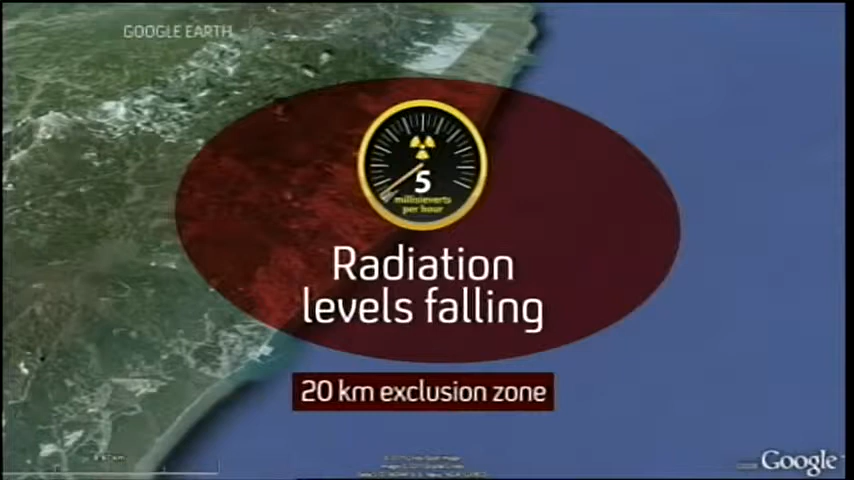 GOOGLE EARTH
5
millisieverts
per hour
Radiation
levels falling
20 km exclusion zone
Google